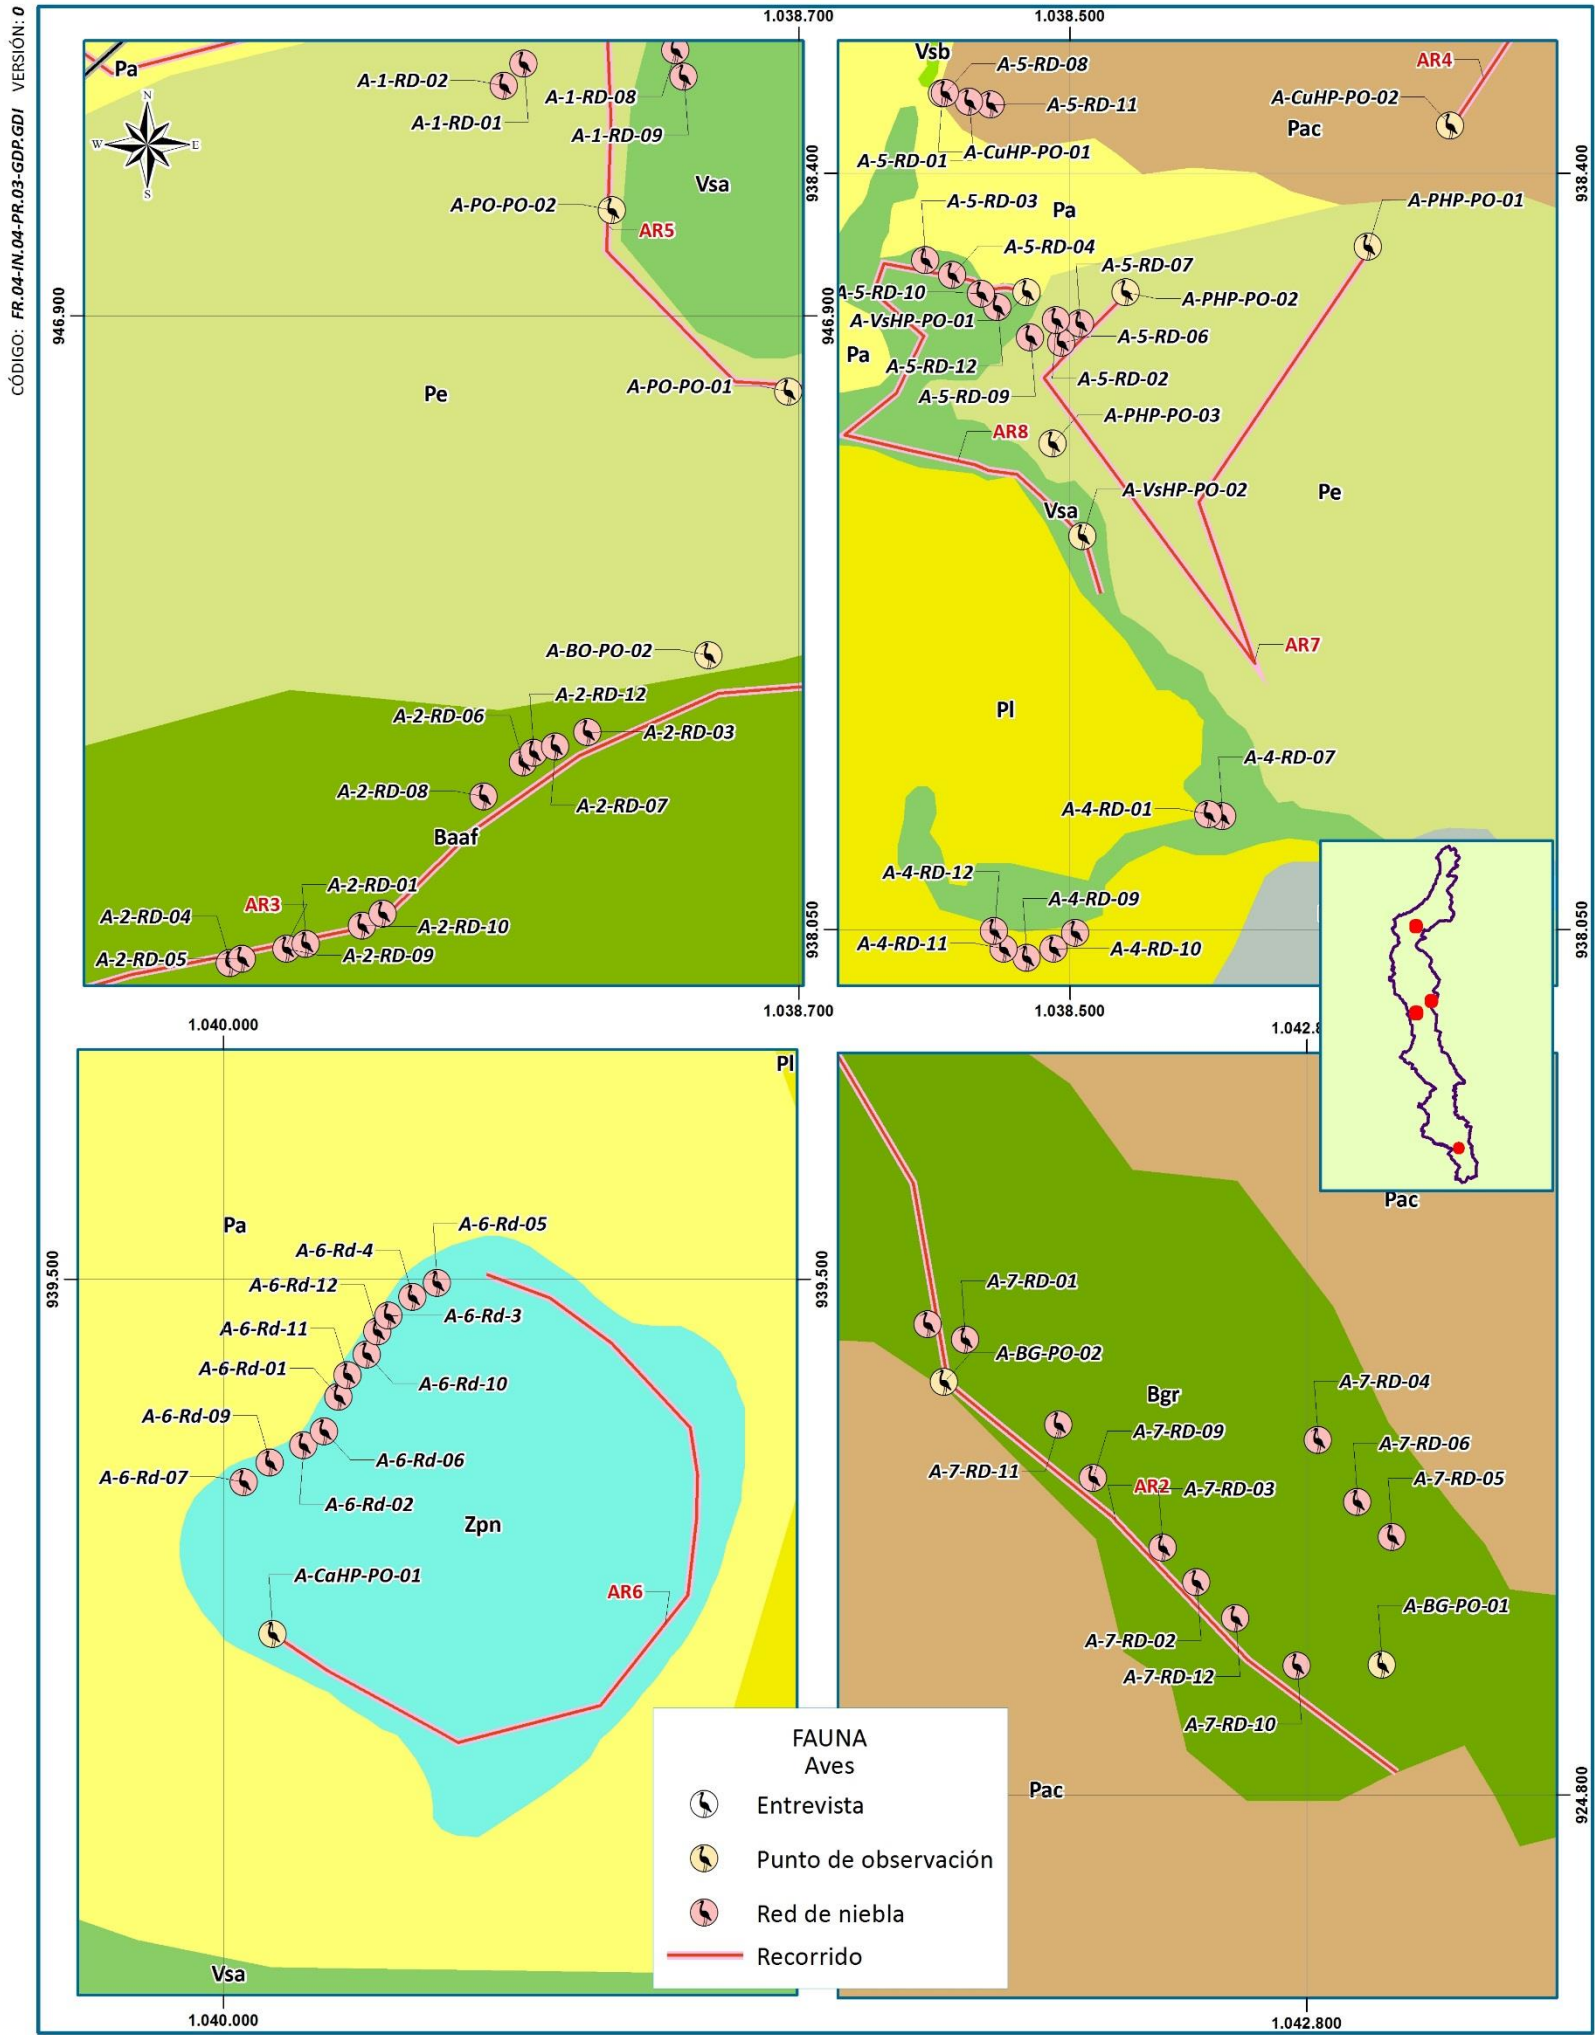 CÓDIGO: FR.04-IN.04-PR.03-GDP.GDI VERSIÓN: 0
1.038.700
1.038.500
Pa
N
W
E
S
A-1-RD-02
A-1-RD-01
A-1-RD-08
A-1-RD-09
Vsa
A-PO-PO-02
AR5
946.900
A-PO-PO-01
Pe
A-BO-PO-02
A-2-RD-12
A-2-RD-06
A-2-RD-03
A-2-RD-08
A-2-RD-07
Baaf
A-2-RD-01
AR3
A-2-RD-04
A-2-RD-10
A-2-RD-05
A-2-RD-09
1.038.700
Vsb
A-5-RD-08
AR4
A-CuHP-PO-02
A-5-RD-11
Pac
A-5-RD-01
A-CuHP-PO-01
938.400
938.400
A-5-RD-03
Pa
A-PHP-PO-01
A-5-RD-04
A-5-RD-07
A-5-RD-10
A-PHP-PO-02
946.900
A-VsHP-PO-01
A-5-RD-06
Pa
A-5-RD-12
A-5-RD-02
A-5-RD-09
A-PHP-PO-03
AR8
A-VsHP-PO-02
Pe
Vsa
AR7
Pl
A-4-RD-07
A-4-RD-01
A-4-RD-12
A-4-RD-09
A-4-RD-11
A-4-RD-10
938.050
938.050
1.038.500
1.040.000
1.042.8
Pl
Pa
A-6-Rd-05
A-6-Rd-4
939.500
939.500
A-6-Rd-12
A-6-Rd-3
A-6-Rd-11
A-6-Rd-01
A-6-Rd-10
A-6-Rd-09
A-6-Rd-06
A-6-Rd-07
A-6-Rd-02
Zpn
A-CaHP-PO-01
AR6
Vsa
1.040.000
Pac
A-7-RD-01
A-BG-PO-02
Bgr
A-7-RD-04
A-7-RD-09
A-7-RD-06
A-7-RD-11
AR2
A-7-RD-03
A-7-RD-05
A-BG-PO-01
A-7-RD-02
A-7-RD-12
A-7-RD-10
Pac
924.800
1.042.800
FAUNA
Aves
Entrevista
Punto de observación
Red de niebla
Recorrido